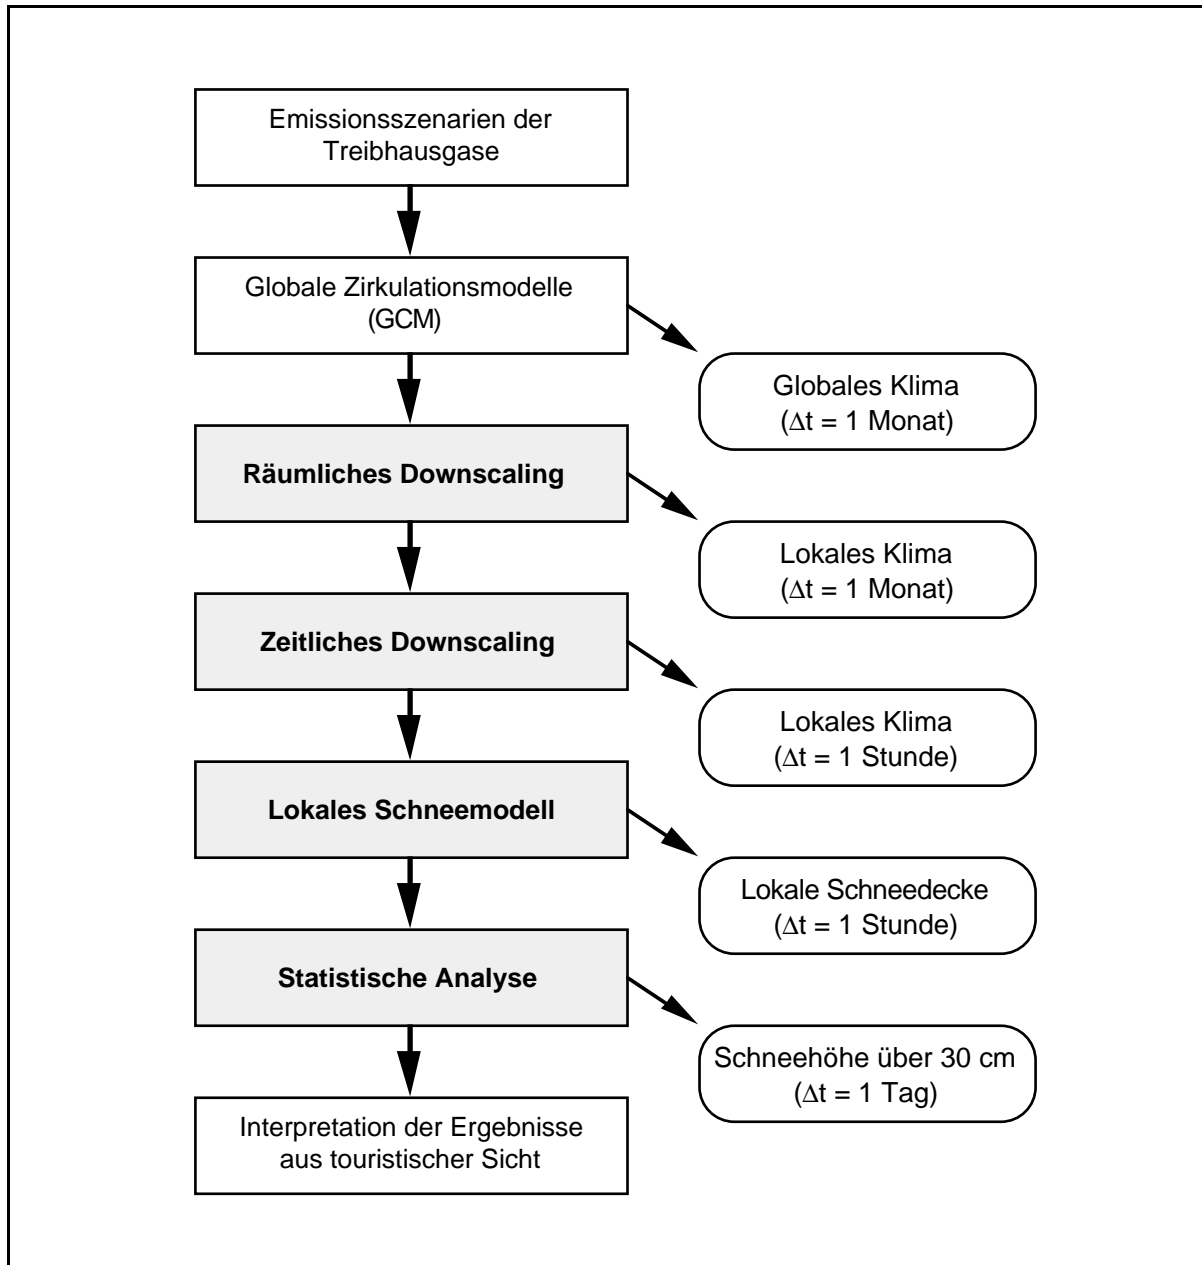 Emissionsszenarien der
Treibhausgase
Globale Zirkulationsmodelle
(GCM)
Globales Klima
(Δt = 1 Monat)
Räumliches Downscaling
Lokales Klima
(Δt = 1 Monat)
Zeitliches Downscaling
Lokales Klima
(Δt = 1 Stunde)
Lokales Schneemodell
Lokale Schneedecke
(Δt = 1 Stunde)
Statistische Analyse
Schneehöhe über 30 cm
(Δt = 1 Tag)
Interpretation der Ergebnisse
aus touristischer Sicht